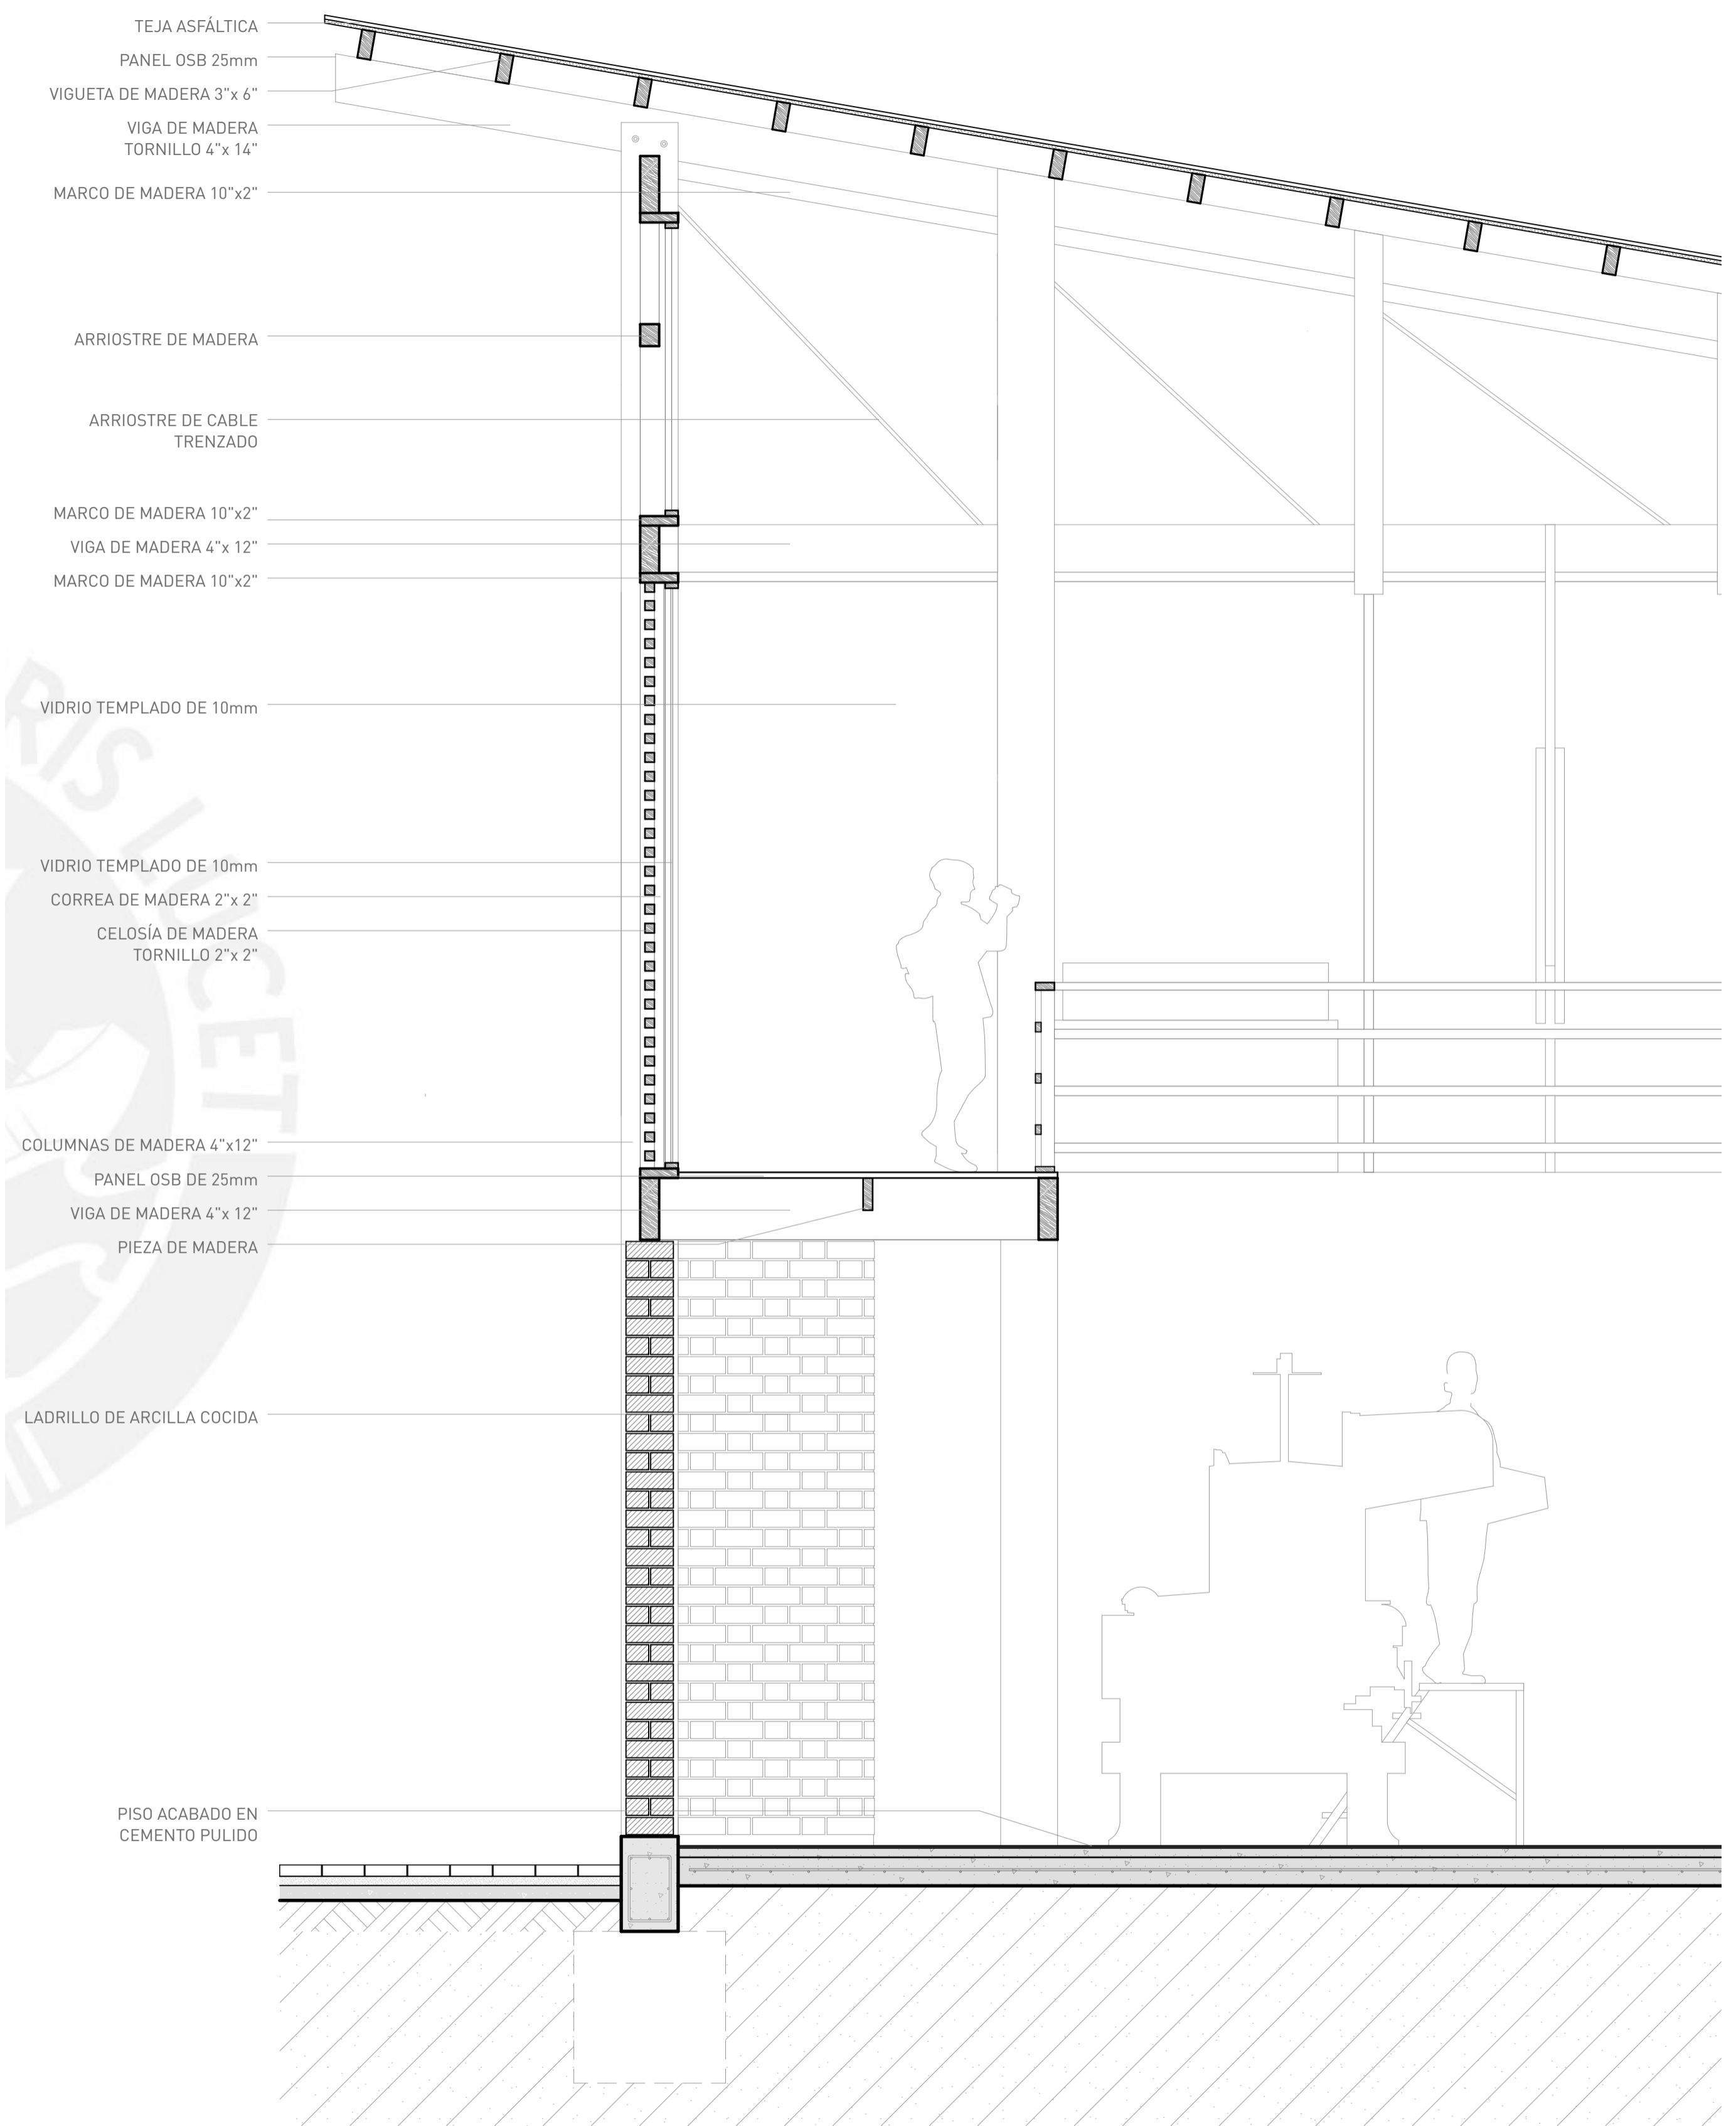 TEJA ASFÁLTICA
PANEL OSB 25mm
VIGUETA DE MADERA 3"x 6"
VIGA DE MADERA
TORNILLO 4"x 14"
MARCO DE MADERA 10"x2"
ARRIOSTRE DE MADERA
ARRIOSTRE DE CABLE
TRENZADO
MARCO DE MADERA 10"x2"
VIGA DE MADERA 4"x 12"
MARCO DE MADERA 10"x2"
VIDRIO TEMPLADO DE 10mm
VIDRIO TEMPLADO DE 10mm
CORREA DE MADERA 2"x 2"
CELOSÍA DE MADERA
TORNILLO 2"x 2"
COLUMNAS DE MADERA 4"x12"
PANEL OSB DE 25mm
VIGA DE MADERA 4"x 12"
PIEZA DE MADERA
LADRILLO DE ARCILLA COCIDA
PISO ACABADO EN
CEMENTO PULIDO
RIS LUCET